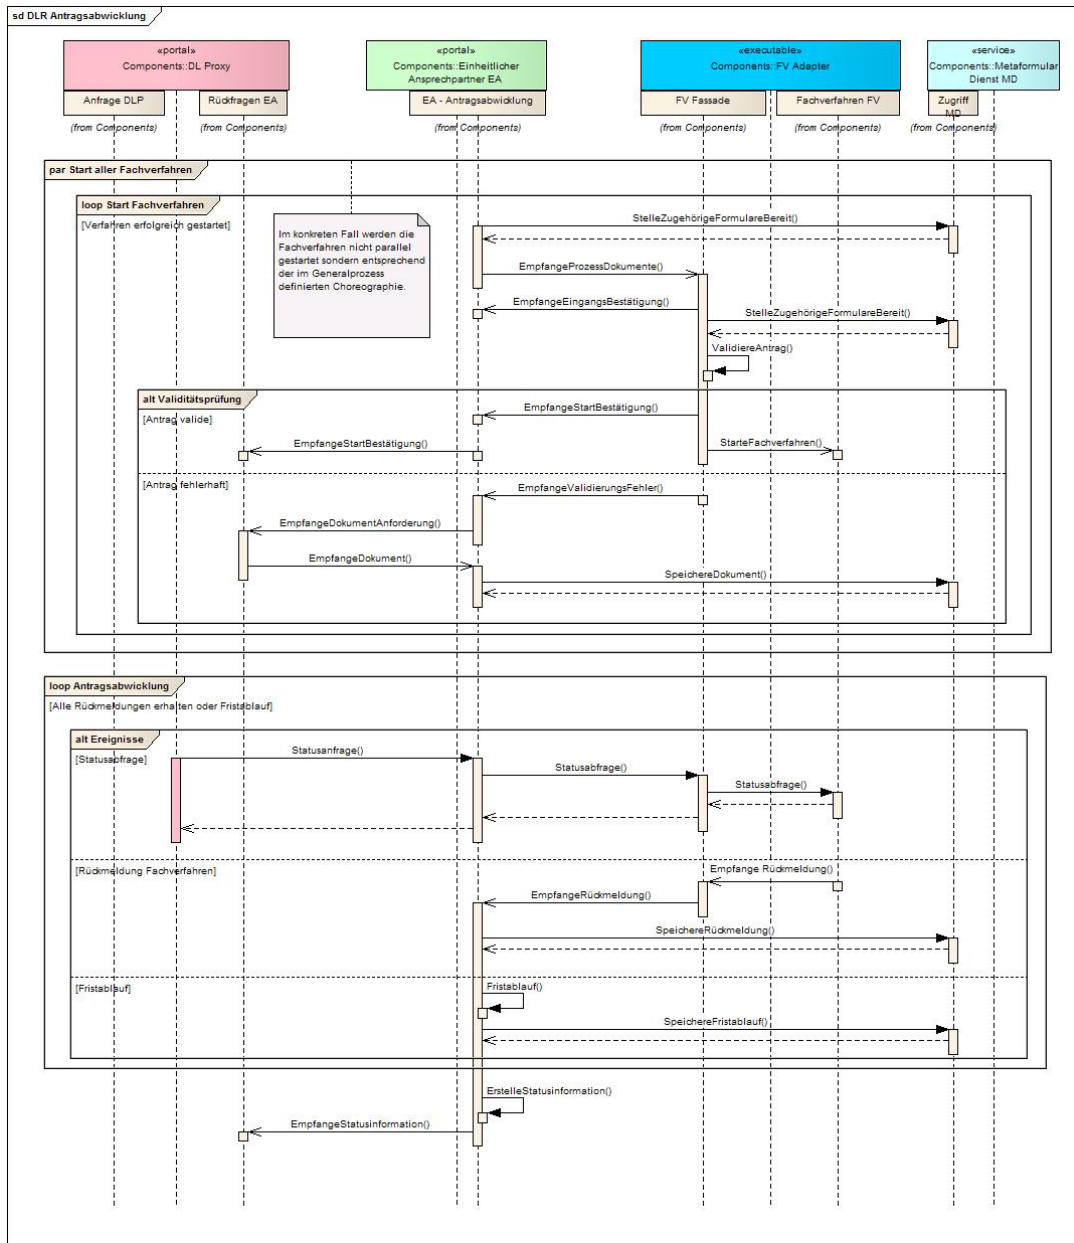 sd DLR Antragsabwicklung
«portal»
Components::DL Proxy
«portal»
Components::Einheitlicher
Ansprechpartner EA
«executable»
Components::FV Adapter
«service»
Components::Metaformular
Dienst MD
Anfrage DLP
Rückfragen EA
EA - Antragsabwicklung
FV Fassade
Fachverfahren FV
Zugriff
MD
(from Components)
(from Components)
(from Components)
(from Components)
(from Components)
(from Components)
par Start aller Fachverfahren
loop Start Fachverfahren
[Verfahren erfolgreich gestartet]
Im konkreten Fall werden die
Fachverfahren nicht parallel
gestartet sondern entsprechend
der im Generalprozess
definierten Choreographie.
StelleZugehörigeFormulareBereit()
EmpfangeProzessDokumente()
EmpfangeEingangsBestätigung()
StelleZugehörigeFormulareBereit()
ValidiereAntrag()
alt Validitätsprüfung
[Antrag valide]
EmpfangeStartBestätigung()
EmpfangeStartBestätigung()
StarteFachverfahren()
[Antrag fehlerhaft]
EmpfangeValidierungsFehler()
EmpfangeDokumentAnforderung()
EmpfangeDokument()
SpeichereDokument()
loop Antragsabwicklung
[Alle Rückmeldungen erhalten oder Fristablauf]
alt Ereignisse
[Statusabfrage]
Statusanfrage()
Statusabfrage()
Statusabfrage()
[Rückmeldung Fachverfahren]
Empfange Rückmeldung()
EmpfangeRückmeldung()
SpeichereRückmeldung()
[Fristablauf]
Fristablauf()
SpeichereFristablauf()
ErstelleStatusinformation()
EmpfangeStatusinformation()